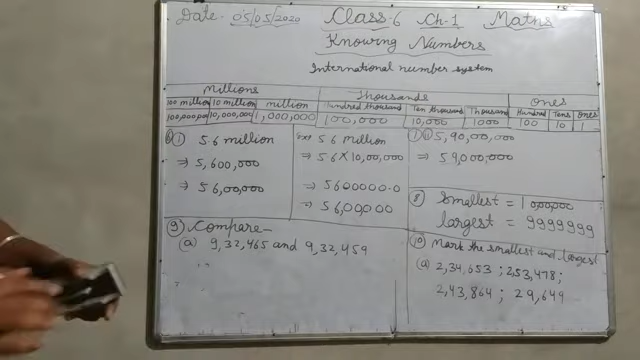 Date. 05/05/2020 Class-6 Ch-1 Maths
Knowing Numbers
International number system
Millions Thousands Ones
100 million 10 million million Hundred thousand Ten thousand Thousand Hundred Tens Ones
100,000,000 10,000,000 1,000,000 100,000 10,000 1000 100 10 1
5.6 million
⇒ 5,600,000
⇒ 56,00,000
5.6 Million
⇒ 5.6 X 10,00,000
⇒ 5600000.0
⇒ 56,00,000
5,90,00,000
⇒ 59,000,000
8 Smallest = 10,00,000
largest = 9999999
9 Compare-
(a) 9,32,465 and 9,32,459
10 Mark the smallest and largest
(a) 2,34,653 ; 2,53,478 ;
2,43,864 ; 29,649